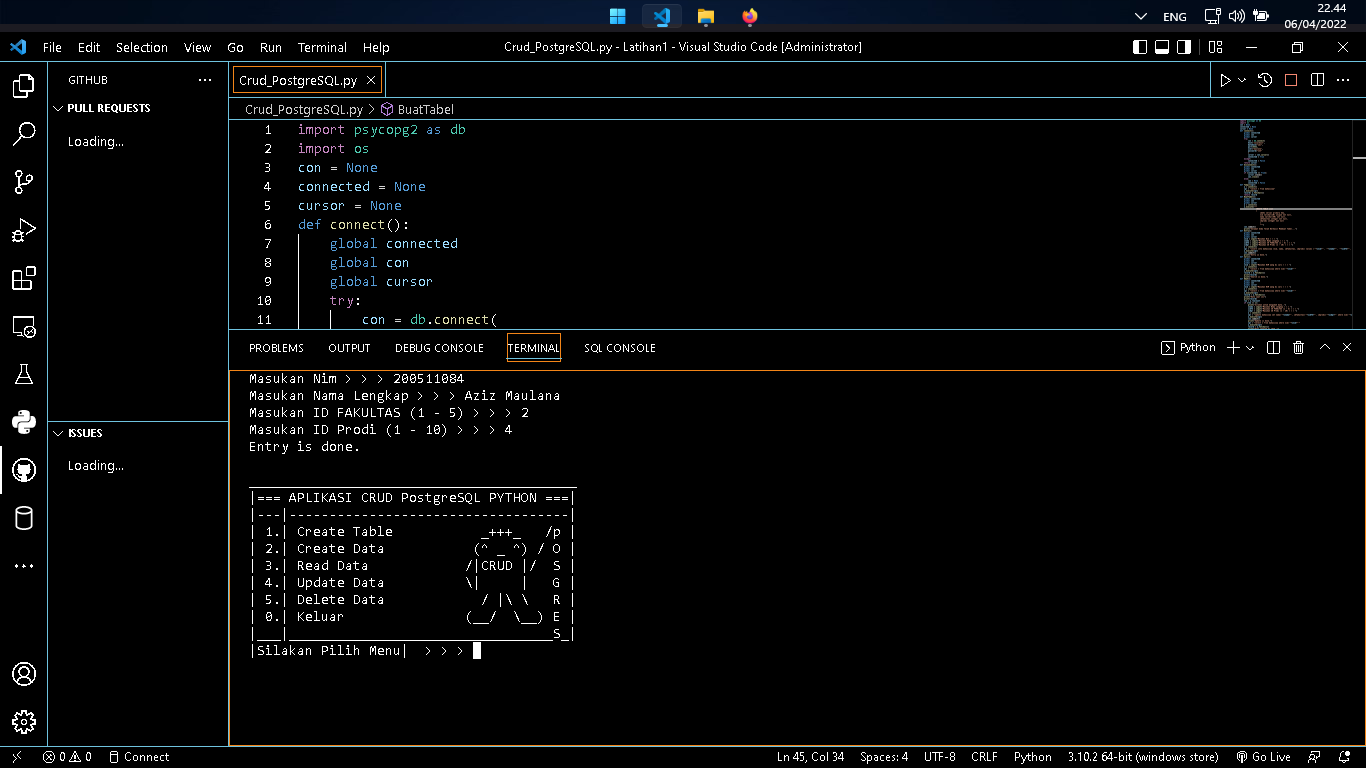 ENG
22.44
06/04/2022
File Edit Selection View Go Run Terminal Help
Crud_PostgreSQL.py - Latihan1 - Visual Studio Code [Administrator]
GITHUB
PULL REQUESTS
Loading...
ISSUES
Loading...
Crud_PostgreSQL.py
Crud_PostgreSQL.py > BuatTabel
1 import psycopg2 as db
2 import os
3 con = None
4 connected = None
5 cursor = None
6 def connect():
7 global connected
8 global con
9 global cursor
10 try:
11 con = db.connect(
PROBLEMS OUTPUT DEBUG CONSOLE TERMINAL SQL CONSOLE
Python
Masukan Nim > > > 200511084
Masukan Nama Lengkap > > > Aziz Maulana
Masukan ID FAKULTAS (1 - 5) > > > 2
Masukan ID Prodi (1 - 10) > > > 4
Entry is done.
_________________________________________
|=== APLIKASI CRUD PostgreSQL PYTHON ===|
|---|-----------------------------------|
| 1.| Create Table           _+++_   /p |
| 2.| Create Data           (^ _ ^) / O |
| 3.| Read Data            /|CRUD |/  S |
| 4.| Update Data          \|     |   G |
| 5.| Delete Data            / |\ \   R |
| 0.| Keluar               (__/  \__) E |
|___|_________________________________S_|
|Silakan Pilih Menu|  > > >
0 0 Connect
Ln 45, Col 34 Spaces: 4 UTF-8 CRLF Python 3.10.2 64-bit (windows store) Go Live